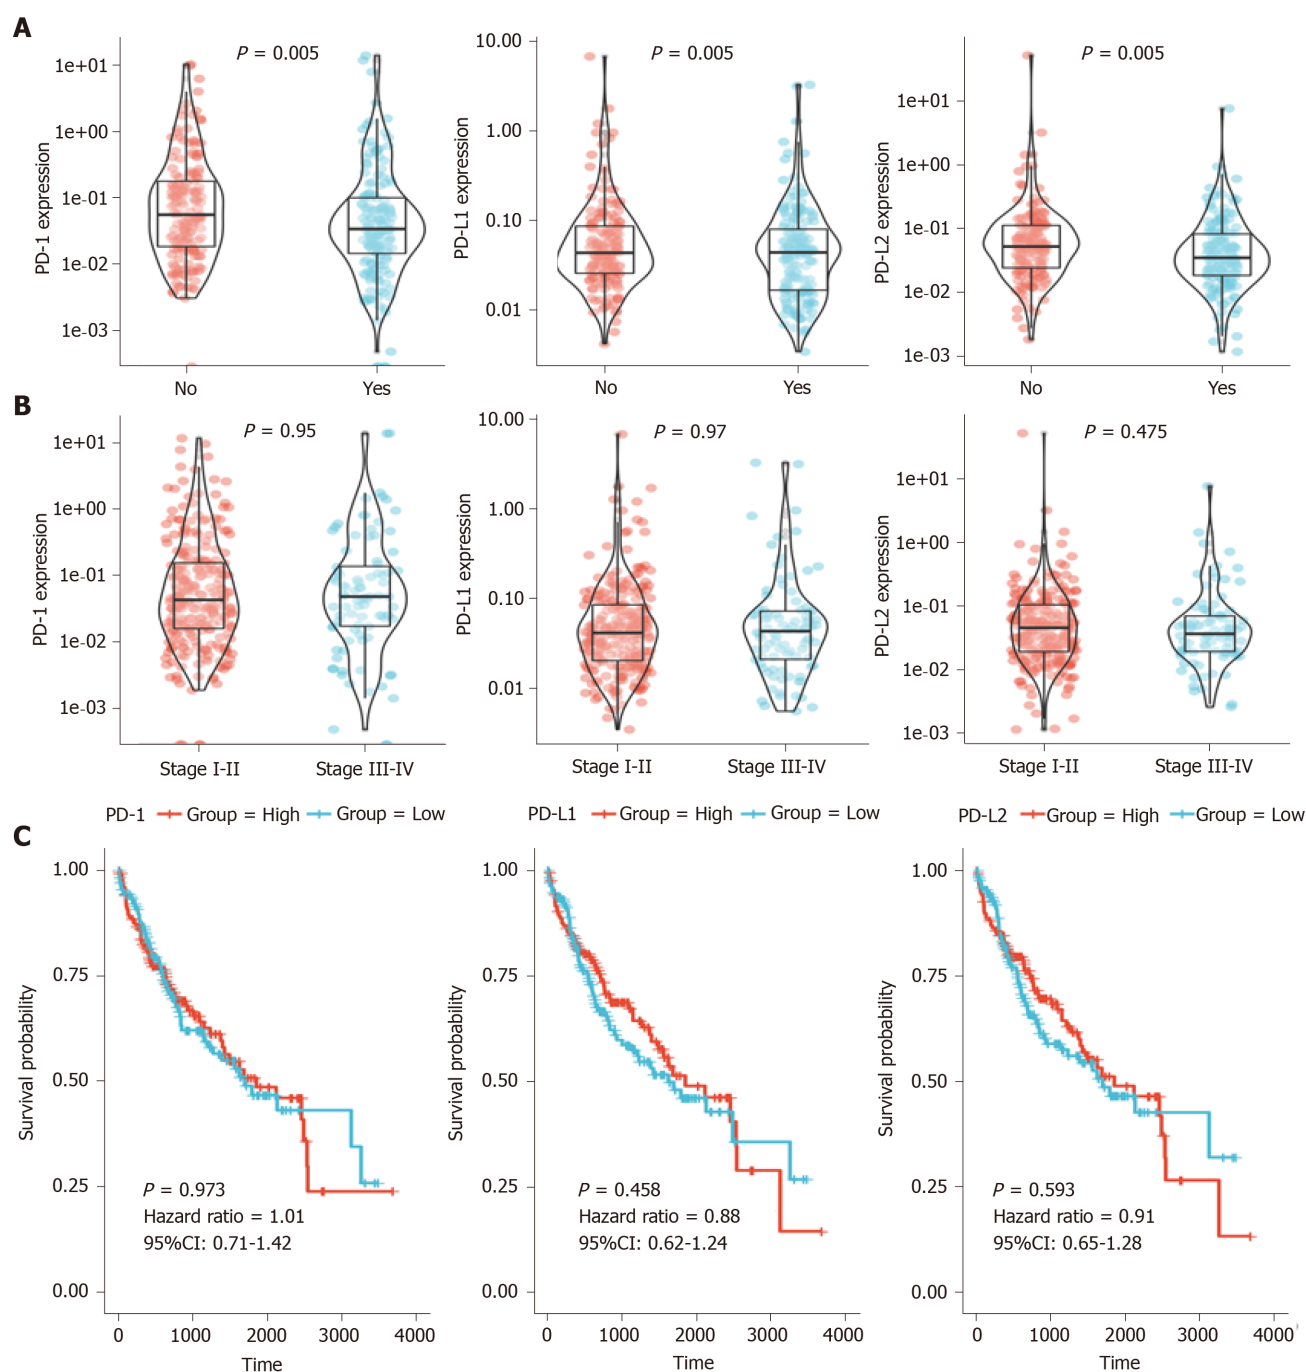 A
P = 0.005
P = 0.005
P = 0.005
PD-1 expression
1e+01
1e+00
1e-01
1e-02
1e-03
No
Yes
PD-L1 expression
10.00
1.00
0.10
0.01
No
Yes
PD-L2 expression
1e+01
1e+00
1e-01
1e-02
1e-03
No
Yes
B
P = 0.95
P = 0.97
P = 0.475
PD-1 expression
1e+01
1e+00
1e-01
1e-02
1e-03
Stage I-II
Stage III-IV
PD-L1 expression
10.00
1.00
0.10
0.01
Stage I-II
Stage III-IV
PD-L2 expression
1e+01
1e+00
1e-01
1e-02
1e-03
Stage I-II
Stage III-IV
C
PD-1 Group = High Group = Low
Survival probability
1.00
0.75
0.50
0.25
0.00
P = 0.973
Hazard ratio = 1.01
95%CI: 0.71-1.42
0 1000 2000 3000 4000
Time
PD-L1 Group = High Group = Low
Survival probability
1.00
0.75
0.50
0.25
0.00
P = 0.458
Hazard ratio = 0.88
95%CI: 0.62-1.24
0 1000 2000 3000 4000
Time
PD-L2 Group = High Group = Low
Survival probability
1.00
0.75
0.50
0.25
0.00
P = 0.593
Hazard ratio = 0.91
95%CI: 0.65-1.28
0 1000 2000 3000 4000
Time